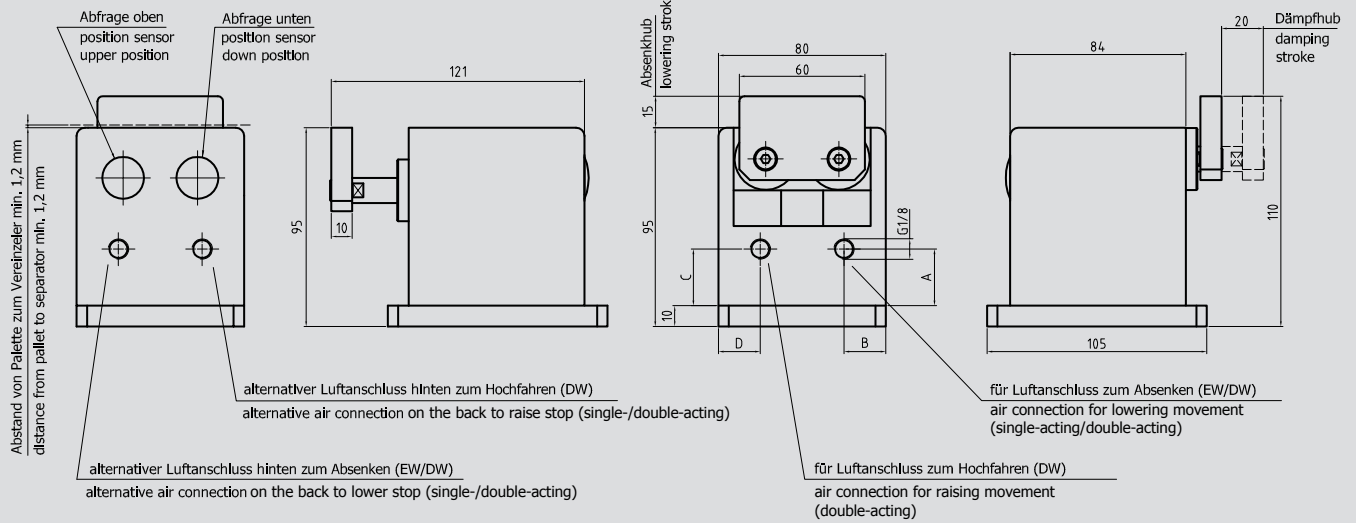 Abfrage oben
position sensor
upper position
Abfrage unten
position sensor
down position
121
95
10
Absenkhub
lowering strok
15
80
60
95
10
C
D
G1/8
A
B
84
20
Dämpfhub
damping
stroke
110
105
Abstand von Palette zum Vereinzeler min. 1,2 mm
distance from pallet to separator min. 1,2 mm
alternativer Luftanschluss hinten zum Hochfahren (DW)
alternative air connection on the back to raise stop (single-/double-acting)
alternativer Luftanschluss hinten zum Absenken (EW/DW)
alternative air connection on the back to lower stop (single-/double-acting)
für Luftanschluss zum Absenken (EW/DW)
air connection for lowering movement
(single-acting/double-acting)
für Luftanschluss zum Hochfahren (DW)
air connection for raising movement
(double-acting)